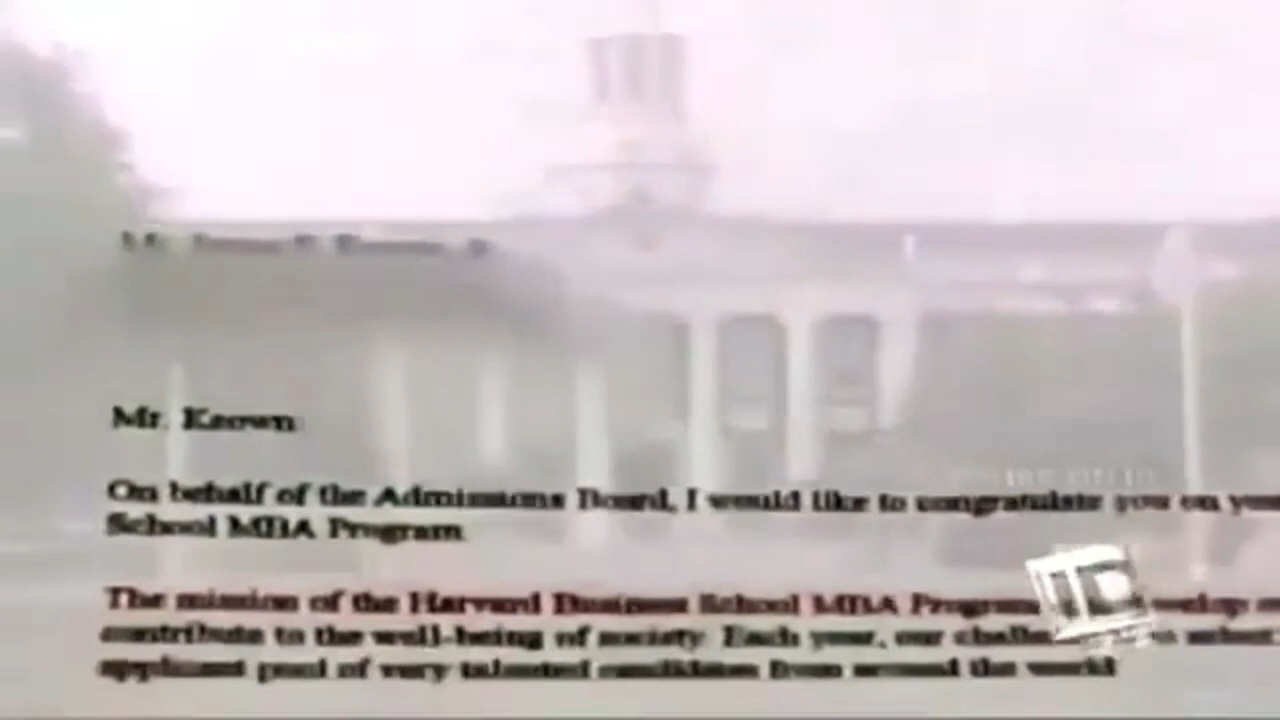 Mr. Keown
On behalf of the Admissions Board, I would like to congratulate you on
School MBA Program
The mission of the Harvard Business School MBA Program
contribute to the well-being of society. Each year, our
applicant pool of very talented candidates from around the world
ID